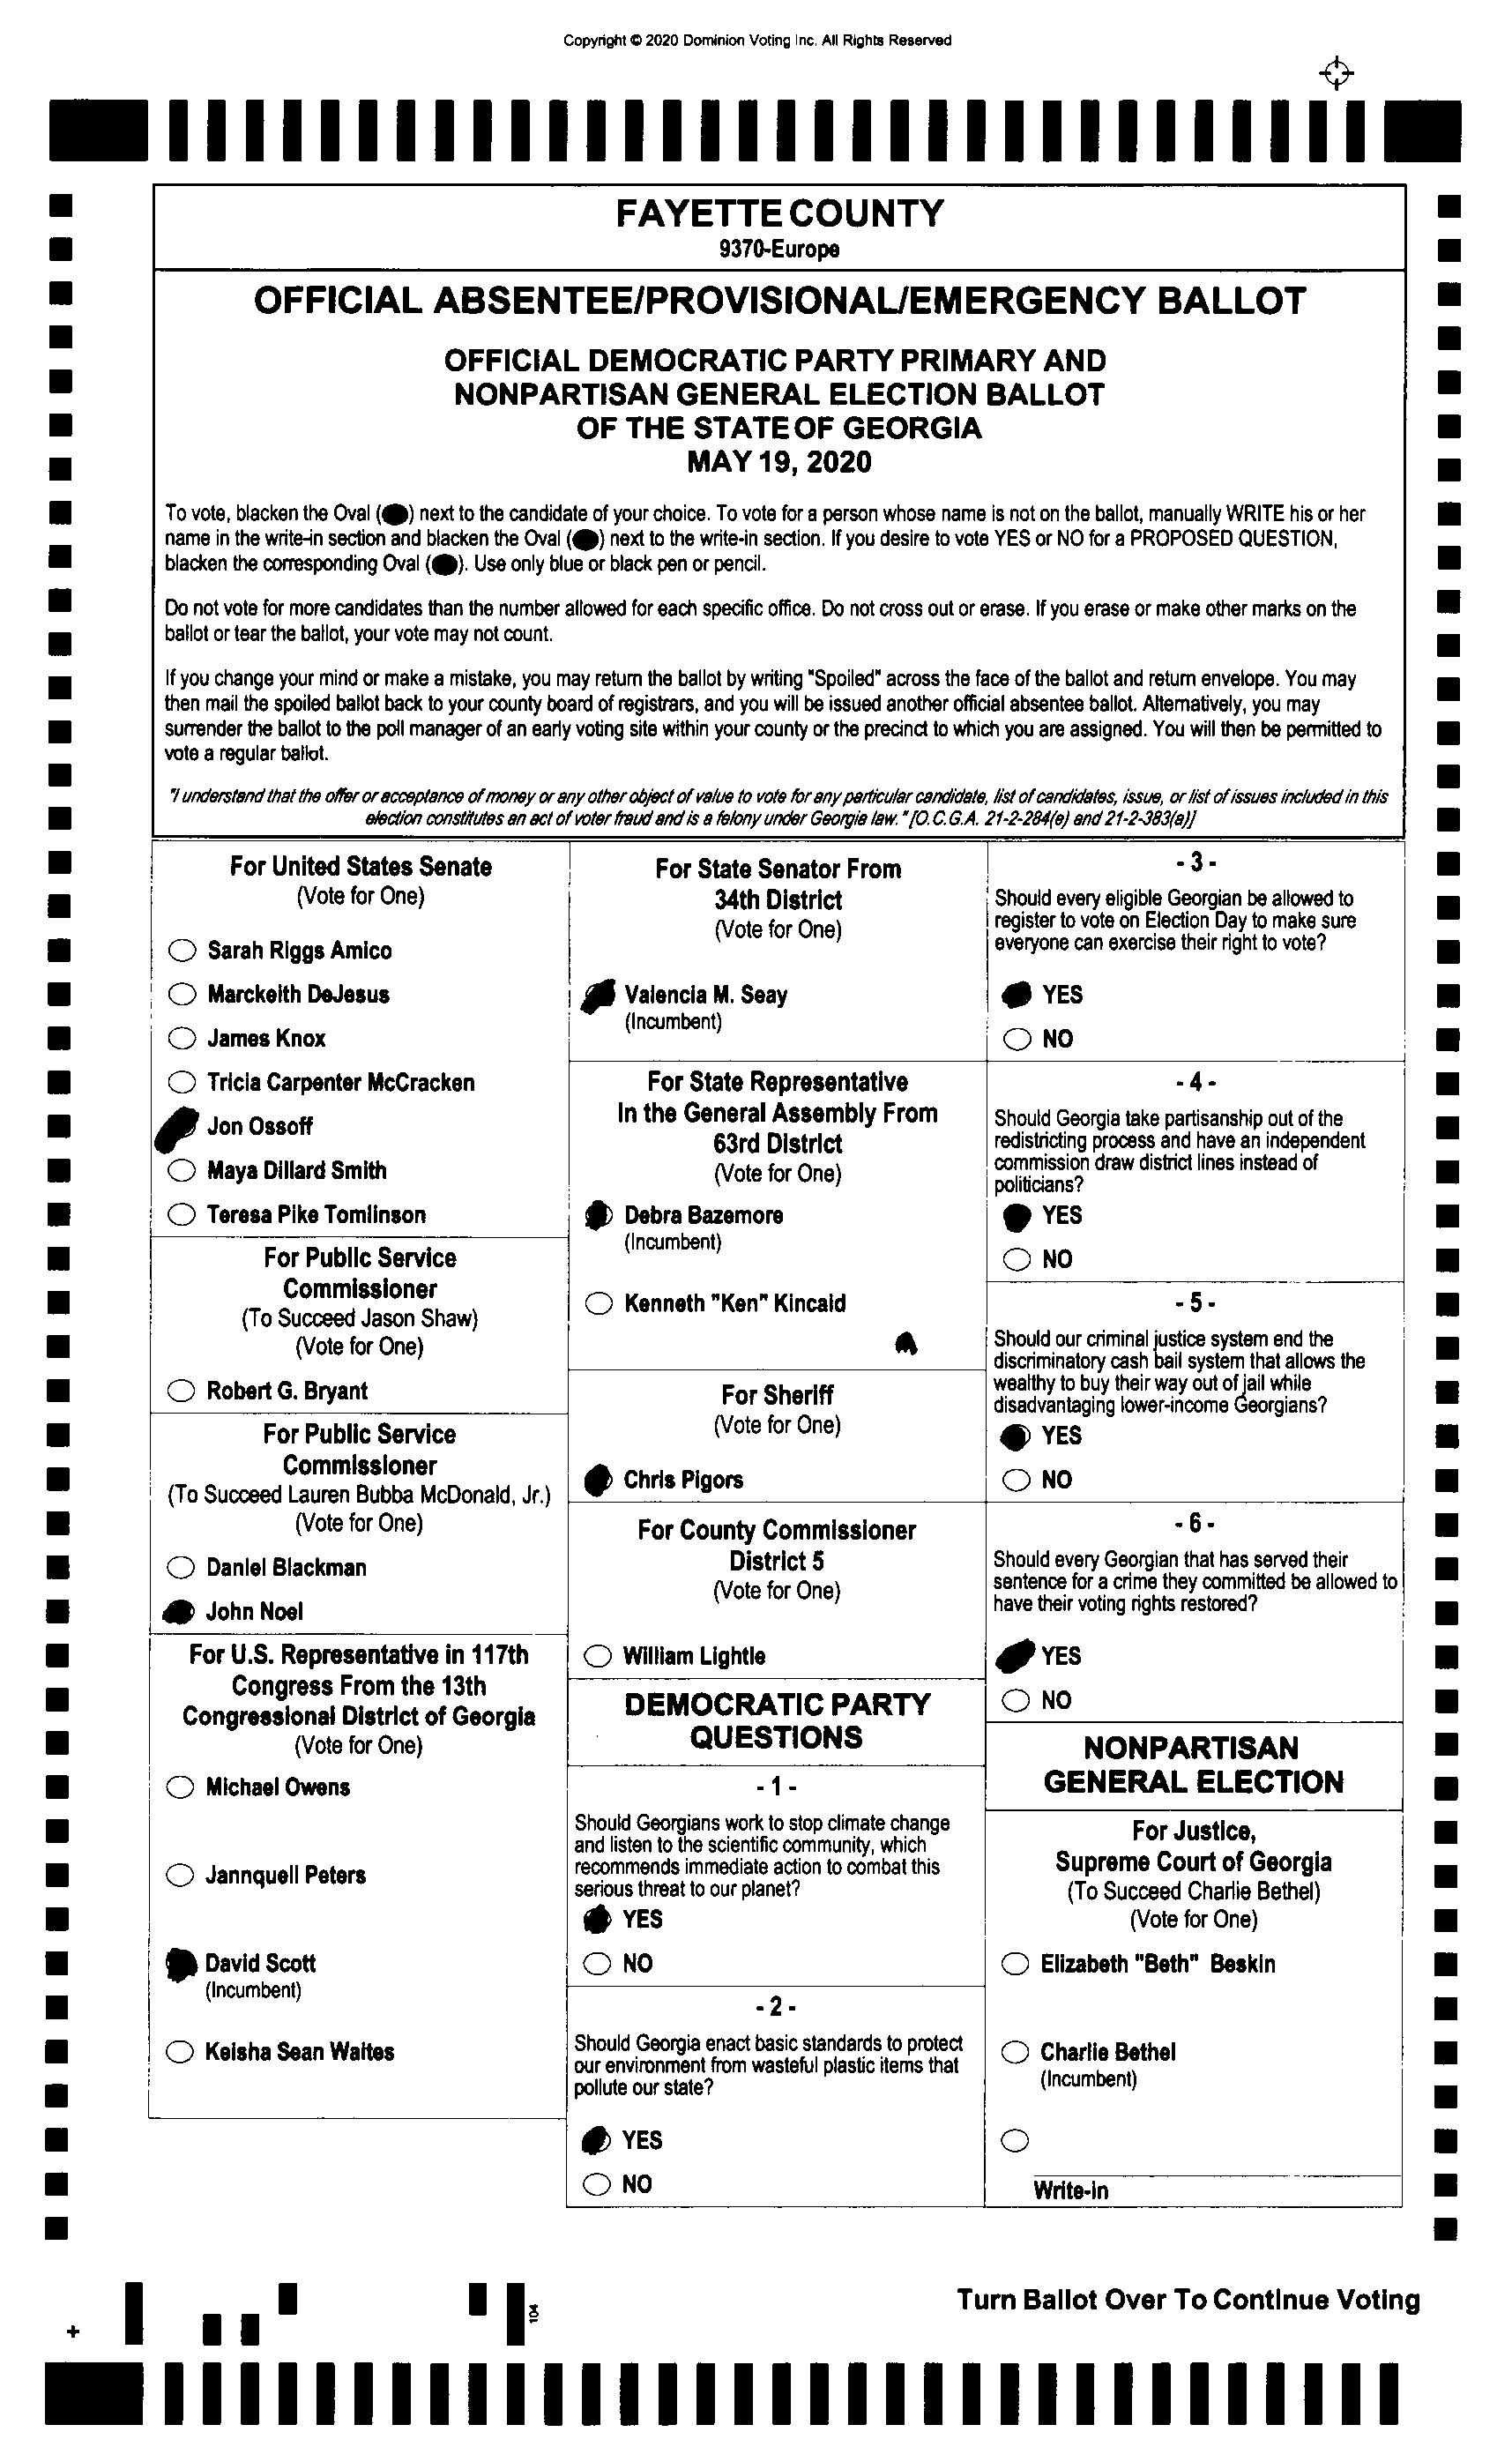 Copyright © 2020 Dominion Voting Inc. All Rights Reserved
FAYETTE COUNTY
9370-Europe
OFFICIAL ABSENTEE/PROVISIONAL/EMERGENCY BALLOT
OFFICIAL DEMOCRATIC PARTY PRIMARY AND
NONPARTISAN GENERAL ELECTION BALLOT
OF THE STATE OF GEORGIA
MAY 19, 2020
To vote, blacken the Oval () next to the candidate of your choice. To vote for a person whose name is not on the ballot, manually WRITE his or her
name in the write-in section and blacken the Oval () next to the write-in section. If you desire to vote YES or NO for a PROPOSED QUESTION,
blacken the corresponding Oval (). Use only blue or black pen or pencil.
Do not vote for more candidates than the number allowed for each specific office. Do not cross out or erase. If you erase or make other marks on the
ballot or tear the ballot, your vote may not count.
If you change your mind or make a mistake, you may return the ballot by writing "Spoiled" across the face of the ballot and return envelope. You may
then mail the spoiled ballot back to your county board of registrars, and you will be issued another official absentee ballot. Alternatively, you may
surrender the ballot to the poll manager of an early voting site within your county or the precinct to which you are assigned. You will then be permitted to
vote a regular ballot.
"I understand that the offer or acceptance of money or any other object of value to vote for any particular candidate, list of candidates, issue, or list of issues included in this
election constitutes an act of voter fraud and is a felony under Georgia law." [O.C.G.A. 21-2-284(e) and 21-2-383(a)]
For United States Senate
(Vote for One)
Sarah Riggs Amico
Marckeith DeJesus
James Knox
Tricia Carpenter McCracken
Jon Ossoff
Maya Dillard Smith
Teresa Pike Tomlinson
For Public Service
Commissioner
(To Succeed Jason Shaw)
(Vote for One)
Robert G. Bryant
For Public Service
Commissioner
(To Succeed Lauren Bubba McDonald, Jr.)
(Vote for One)
Daniel Blackman
John Noel
For U.S. Representative in 117th
Congress From the 13th
Congressional District of Georgia
(Vote for One)
Michael Owens
Jannquell Peters
David Scott
(Incumbent)
Keisha Sean Waites
For State Senator From
34th District
(Vote for One)
Valencia M. Seay
(Incumbent)
For State Representative
In the General Assembly From
63rd District
(Vote for One)
Debra Bazemore
(Incumbent)
Kenneth "Ken" Kincaid
For Sheriff
(Vote for One)
Chris Pigors
For County Commissioner
District 5
(Vote for One)
William Lightle
DEMOCRATIC PARTY
QUESTIONS
- 1 -
Should Georgians work to stop climate change
and listen to the scientific community, which
recommends immediate action to combat this
serious threat to our planet?
YES
NO
- 2 -
Should Georgia enact basic standards to protect
our environment from wasteful plastic items that
pollute our state?
YES
NO
- 3 -
Should every eligible Georgian be allowed to
register to vote on Election Day to make sure
everyone can exercise their right to vote?
YES
NO
- 4 -
Should Georgia take partisanship out of the
redistricting process and have an independent
commission draw district lines instead of
politicians?
YES
NO
- 5 -
Should our criminal justice system end the
discriminatory cash bail system that allows the
wealthy to buy their way out of jail while
disadvantaging lower-income Georgians?
YES
NO
- 6 -
Should every Georgian that has served their
sentence for a crime they committed be allowed to
have their voting rights restored?
YES
NO
NONPARTISAN
GENERAL ELECTION
For Justice,
Supreme Court of Georgia
(To Succeed Charlie Bethel)
(Vote for One)
Elizabeth "Beth" Beskin
Charlie Bethel
(Incumbent)
Write-in
Turn Ballot Over To Continue Voting
104
+